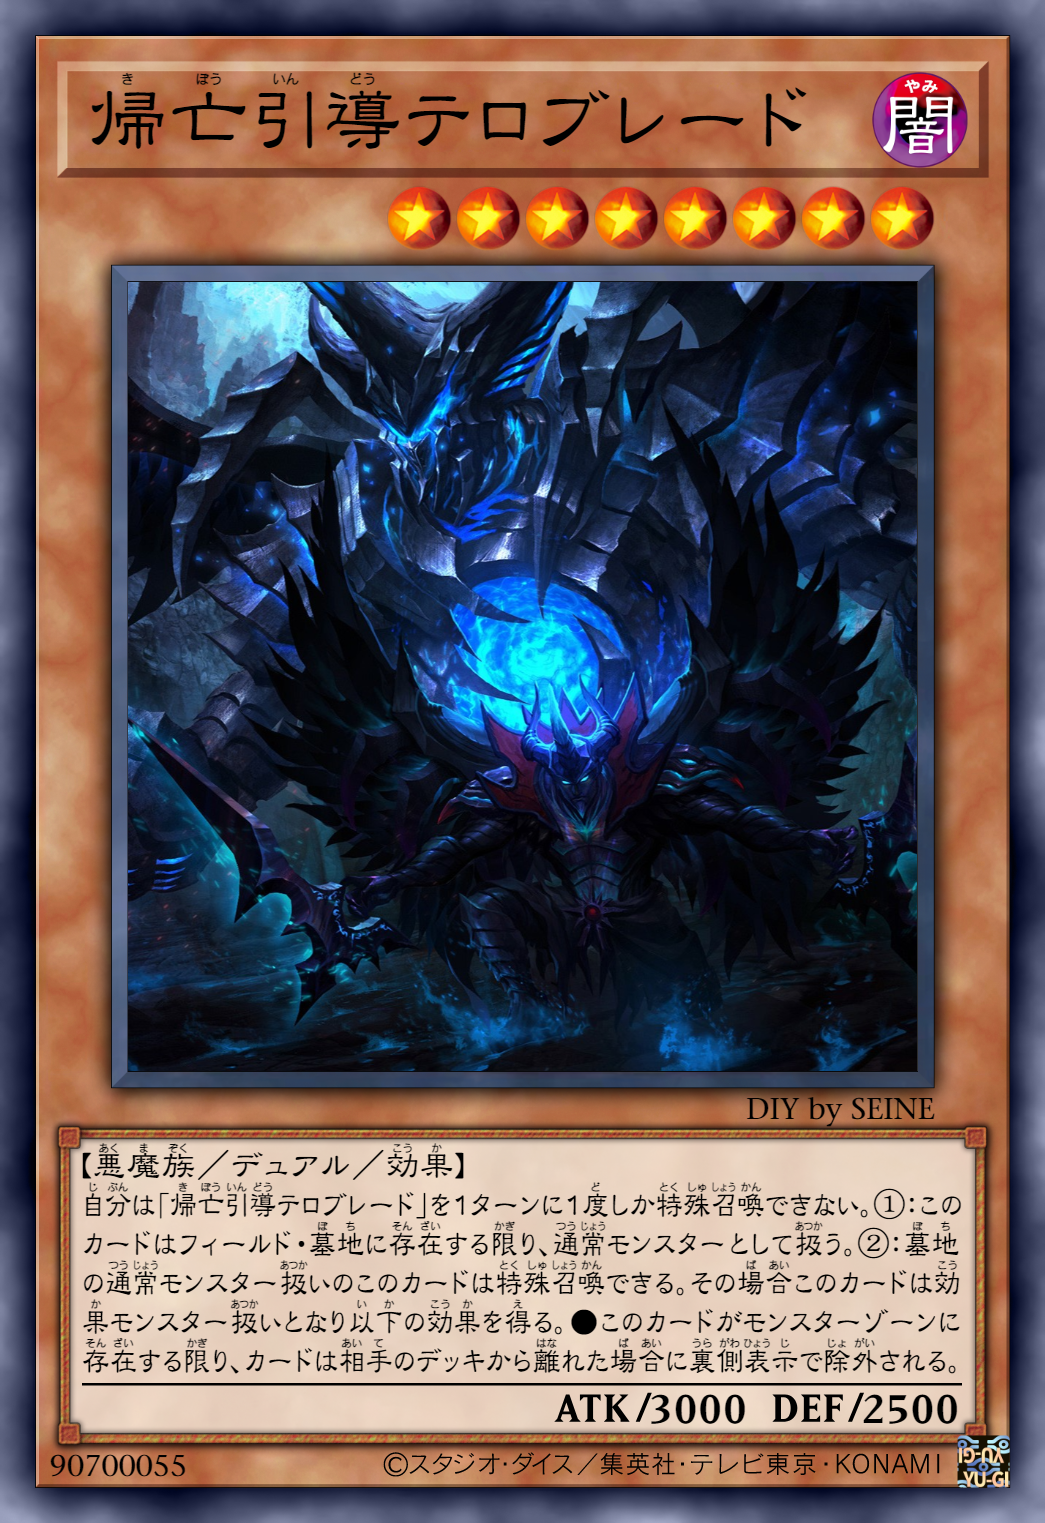 帰亡引導テロブレード
闇
やみ
DIY by SEINE
【悪魔族／デュアル／効果】
自分は「帰亡引導テロブレード」を1ターンに1度しか特殊召喚できない。①：この
カードはフィールド・墓地に存在する限り、通常モンスターとして扱う。②：墓地
の通常モンスター扱いのこのカードは特殊召喚できる。その場合このカードは効
果モンスター扱いとなり以下の効果を得る。●このカードがモンスターゾーンに
存在する限り、カードは相手のデッキから離れた場合に裏側表示で除外される。
ATK/3000 DEF/2500
90700055
©スタジオ・ダイス／集英社・テレビ東京・KONAMI
YU-GI